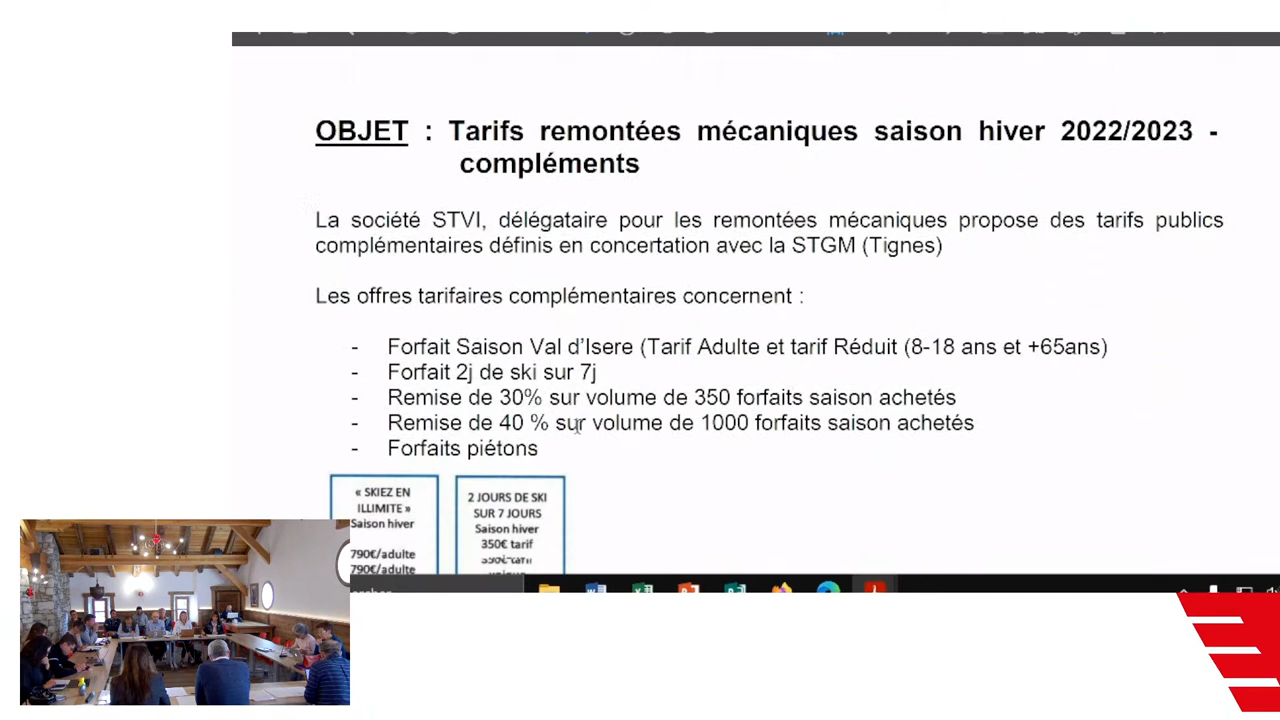 OBJET : Tarifs remontées mécaniques saison hiver 2022/2023 -
compléments
La société STVI, délégataire pour les remontées mécaniques propose des tarifs publics
complémentaires définis en concertation avec la STGM (Tignes)
Les offres tarifaires complémentaires concernent :
- Forfait Saison Val d'Isere (Tarif Adulte et tarif Réduit (8-18 ans et +65ans)
- Forfait 2j de ski sur 7j
- Remise de 30% sur volume de 350 forfaits saison achetés
- Remise de 40 % sur volume de 1000 forfaits saison achetés
- Forfaits piétons
« SKIEZ EN
ILLIMITE »
Saison hiver
790€/adulte
790€/adulte
2 JOURS DE SKI
SUR 7 JOURS
Saison hiver
350€ tarif